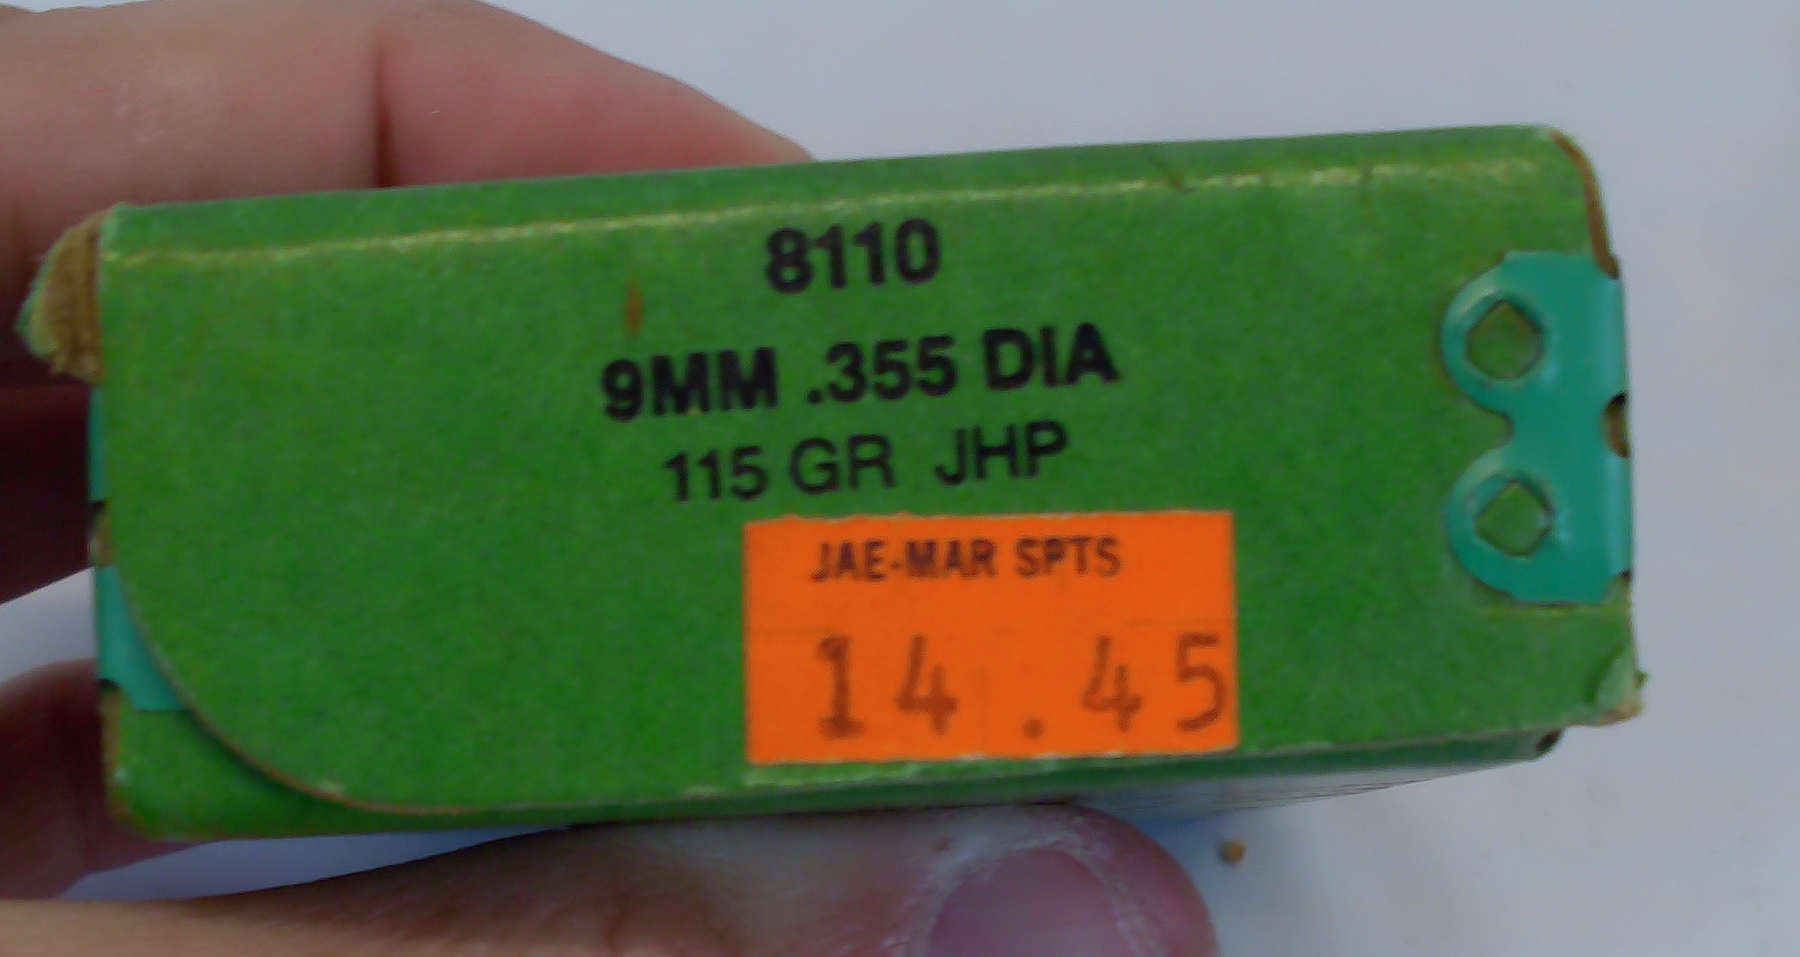 8110
9MM .355 DIA
115 GR JHP
JAE-MAR SPTS
14.45